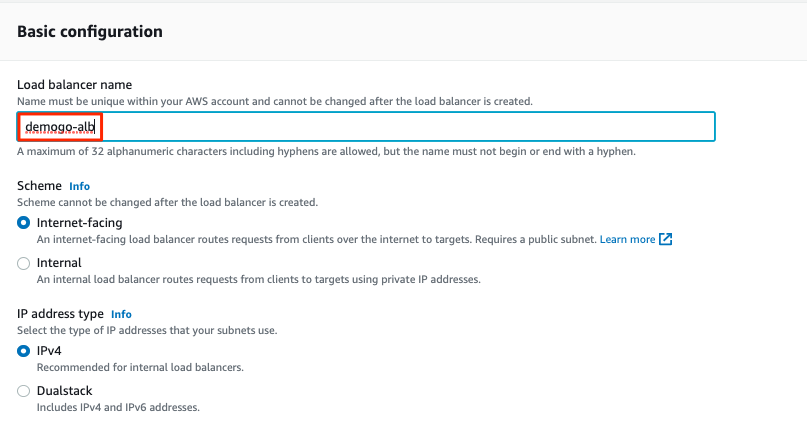 Basic configuration
Load balancer name
Name must be unique within your AWS account and cannot be changed after the load balancer is created.
demogo-alb
A maximum of 32 alphanumeric characters including hyphens are allowed, but the name must not begin or end with a hyphen.
Scheme Info
Scheme cannot be changed after the load balancer is created.
Internet-facing
An internet-facing load balancer routes requests from clients over the internet to targets. Requires a public subnet. Learn more
Internal
An internal load balancer routes requests from clients to targets using private IP addresses.
IP address type Info
Select the type of IP addresses that your subnets use.
IPv4
Recommended for internal load balancers.
Dualstack
Includes IPv4 and IPv6 addresses.